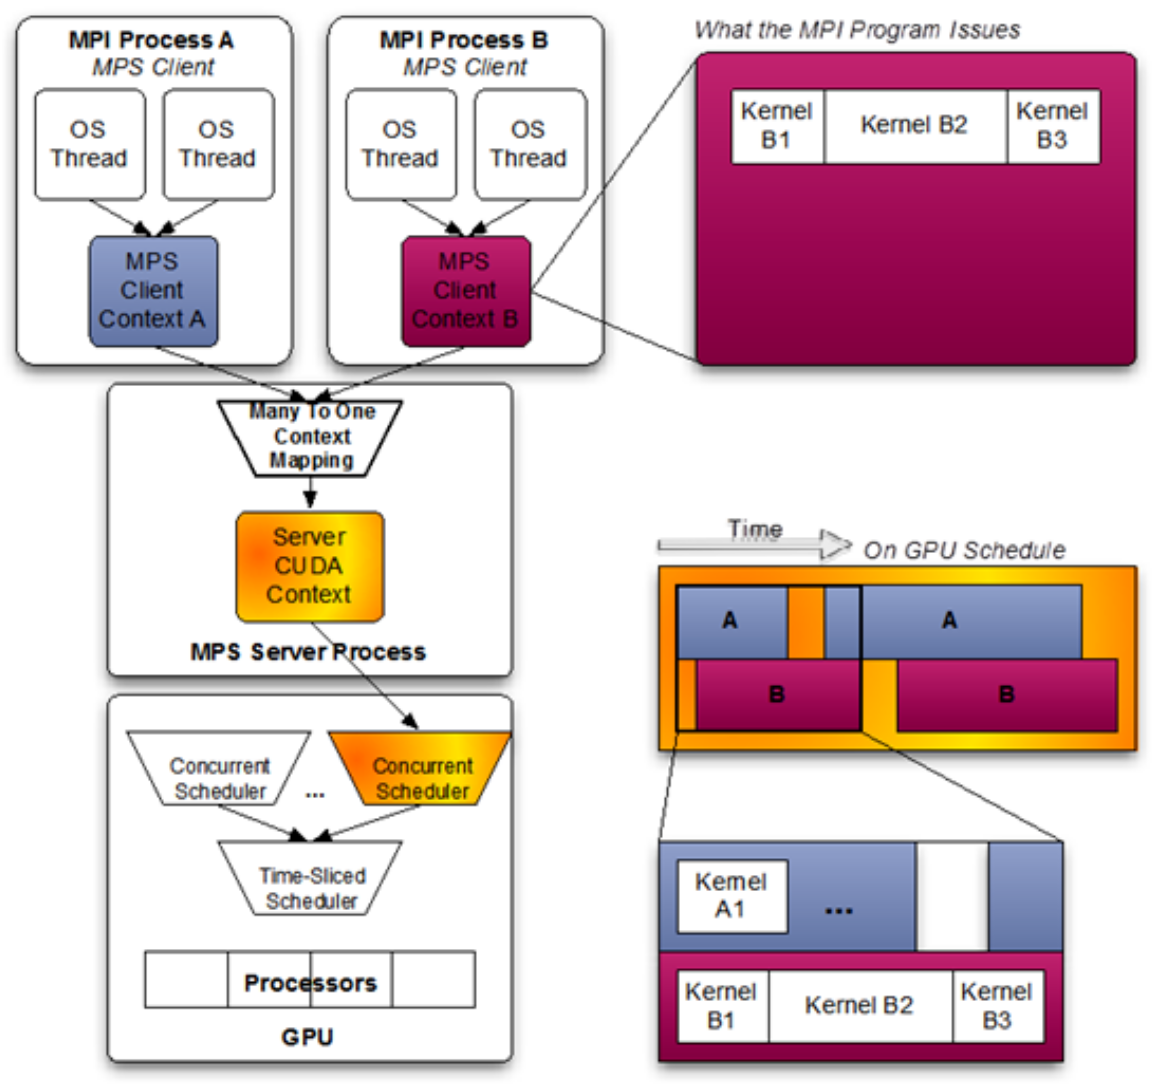 MPI Process A
MPS Client
OS
Thread
OS
Thread
MPS
Client
Context A
MPI Process B
MPS Client
OS
Thread
OS
Thread
MPS
Client
Context B
What the MPI Program Issues
Kernel
B1
Kernel B2
Kernel
B3
Many To One
Context
Mapping
Server
CUDA
Context
MPS Server Process
Concurrent
Scheduler
...
Concurrent
Scheduler
Time-Sliced
Scheduler
Processors
GPU
Time
On GPU Schedule
A
A
B
B
Kernel
A1
...
Kernel
B1
Kernel B2
Kernel
B3